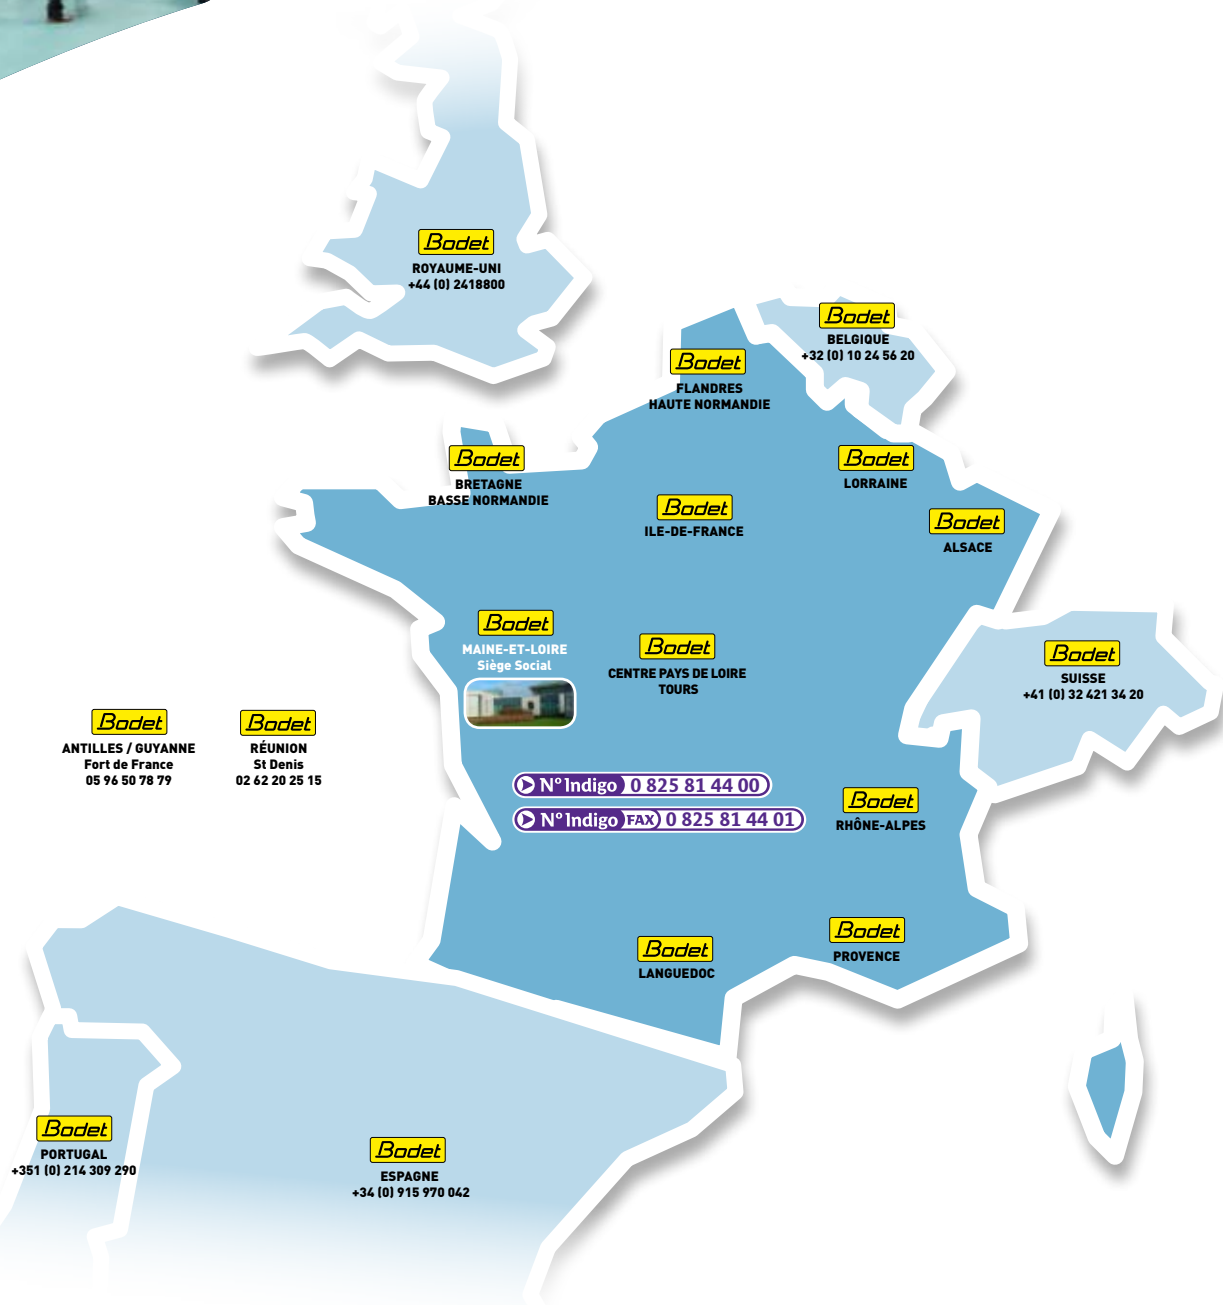 Bodet
ROYAUME-UNI
+44 (0) 2418800
Bodet
BELGIQUE
+32 (0) 10 24 56 20
Bodet
FLANDRES
HAUTE NORMANDIE
Bodet
BRETAGNE
BASSE NORMANDIE
Bodet
LORRAINE
Bodet
ILE-DE-FRANCE
Bodet
ALSACE
Bodet
MAINE-ET-LOIRE
Siège Social
Bodet
CENTRE PAYS DE LOIRE
TOURS
Bodet
SUISSE
+41 (0) 32 421 34 20
Bodet
ANTILLES / GUYANNE
Fort de France
05 96 50 78 79
Bodet
RÉUNION
St Denis
02 62 20 25 15
N° Indigo 0 825 81 44 00
N° Indigo FAX 0 825 81 44 01
Bodet
RHÔNE-ALPES
Bodet
PROVENCE
Bodet
LANGUEDOC
Bodet
PORTUGAL
+351 (0) 214 309 290
Bodet
ESPAGNE
+34 (0) 915 970 042